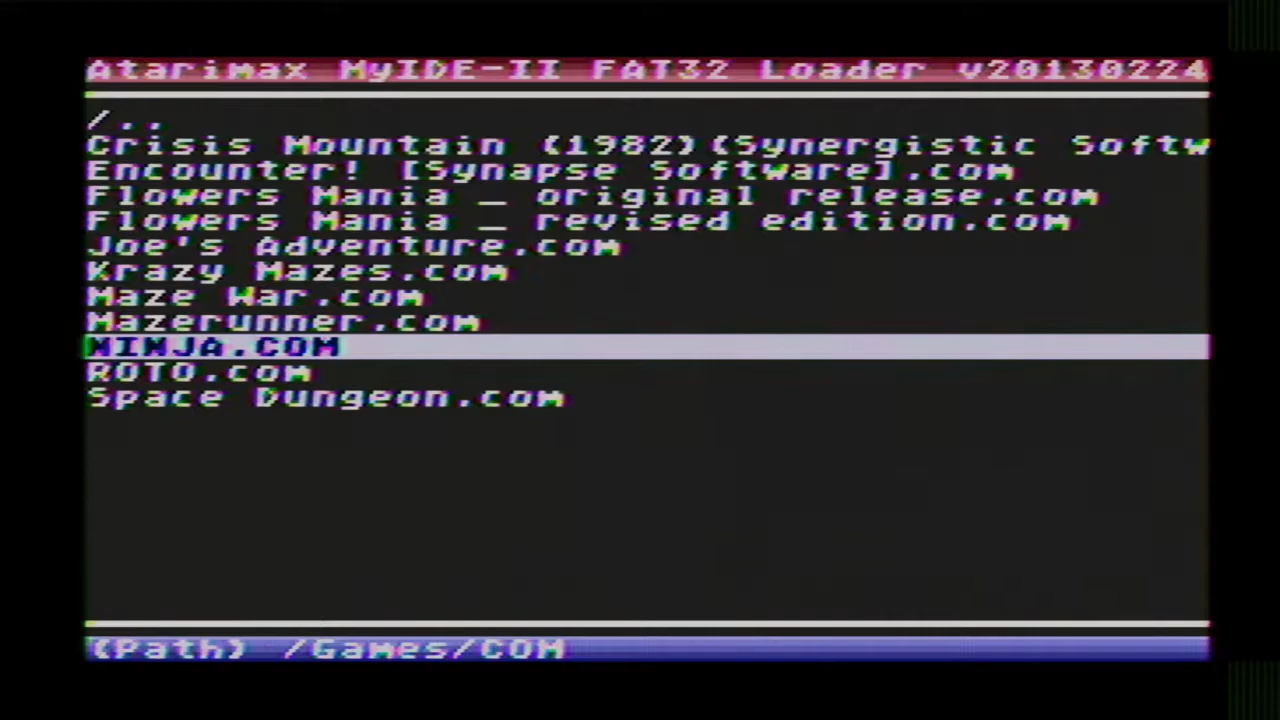 Atarimax MyIDE-II FAT32 Loader v20130224
/..
Crisis Mountain (1982)(Synergistic Softw
Encounter! [Synapse Software].com
Flowers Mania _ original release.com
Flowers Mania _ revised edition.com
Joe's Adventure.com
Krazy Mazes.com
Maze War.com
Mazerunner.com
NINJA.COM
ROTO.com
Space Dungeon.com
(Path) /Games/COM